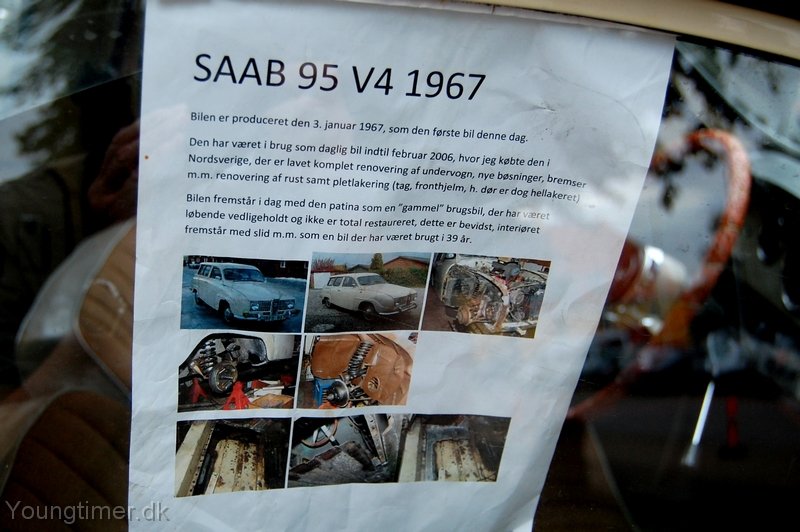 SAAB 95 V4 1967
Bilen er produceret den 3. januar 1967, som den første bil denne dag.
Den har været i brug som daglig bil indtil februar 2006, hvor jeg købte den i
Nordsverige, der er lavet komplet renovering af undervogn, nye bøsninger, bremser
m.m. renovering af rust samt pletlakering (tag, fronthjelm, h. dør er dog hellakeret)
Bilen fremstår i dag med den patina som en "gammel" brugsbil, der har været
løbende vedligeholdt og ikke er total restaureret, dette er bevidst, interiøret
fremstår med slid m.m. som en bil der har været brugt i 39 år.
Youngtimer.dk